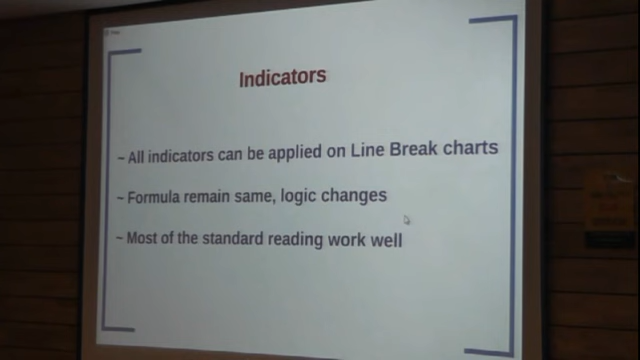 Indicators
~ All indicators can be applied on Line Break charts
~ Formula remain same, logic changes
~ Most of the standard reading work well